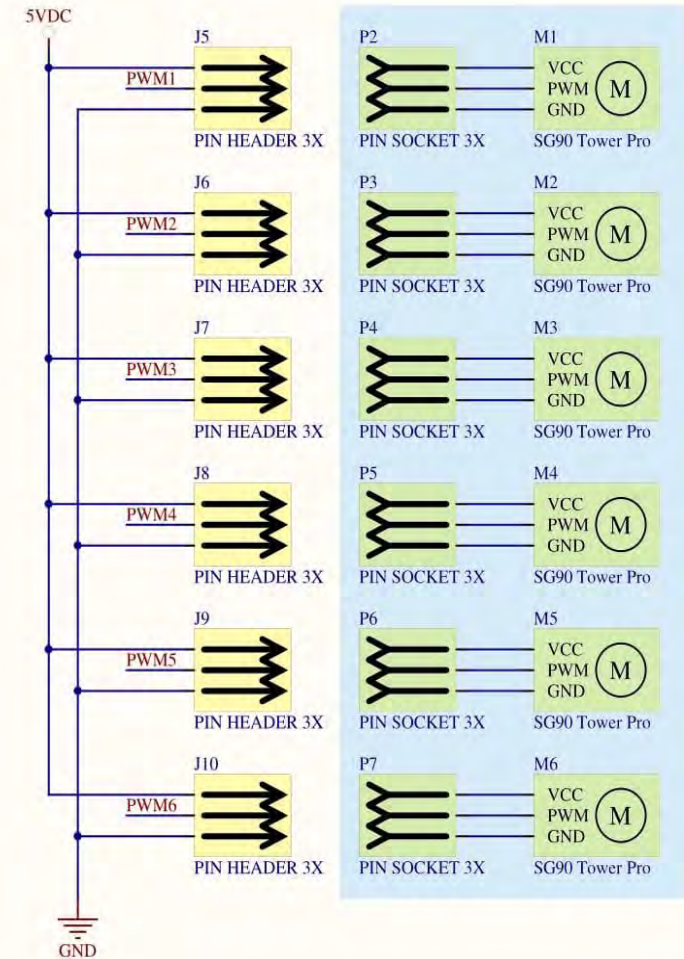 5VDC
J5 P2 M1
PWM1 VCC
PWM M
GND
PIN HEADER 3X PIN SOCKET 3X SG90 Tower Pro
J6 P3 M2
PWM2 VCC
PWM M
GND
PIN HEADER 3X PIN SOCKET 3X SG90 Tower Pro
J7 P4 M3
PWM3 VCC
PWM M
GND
PIN HEADER 3X PIN SOCKET 3X SG90 Tower Pro
J8 P5 M4
PWM4 VCC
PWM M
GND
PIN HEADER 3X PIN SOCKET 3X SG90 Tower Pro
J9 P6 M5
PWM5 VCC
PWM M
GND
PIN HEADER 3X PIN SOCKET 3X SG90 Tower Pro
J10 P7 M6
PWM6 VCC
PWM M
GND
PIN HEADER 3X PIN SOCKET 3X SG90 Tower Pro
GND